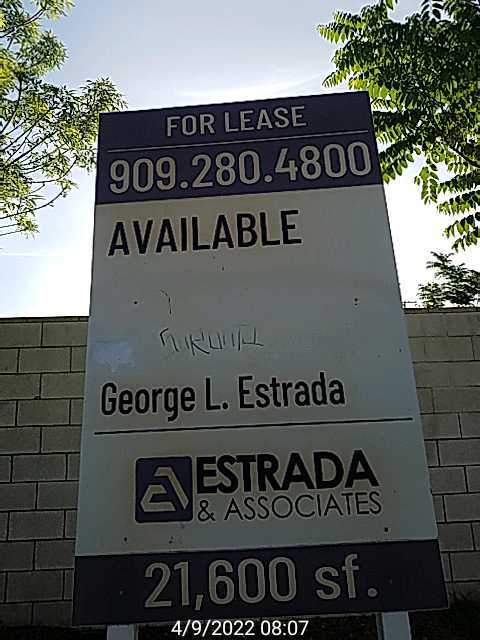 FOR LEASE
909.280.4800
AVAILABLE
George L. Estrada
ESTRADA
& ASSOCIATES
21,600 sf.
4/9/2022 08:07